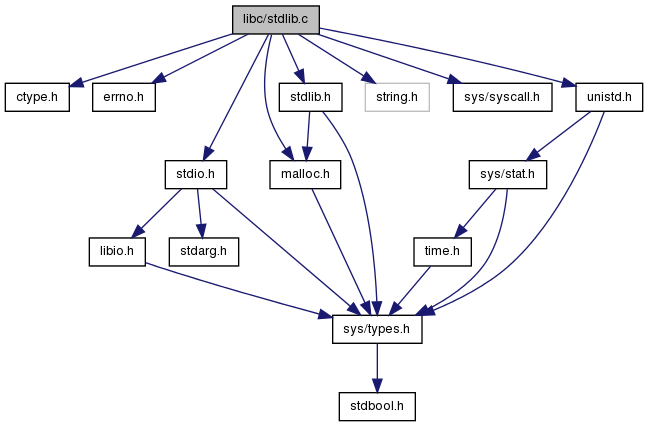 libc/stdlib.c
ctype.h
errno.h
stdlib.h
string.h
sys/syscall.h
unistd.h
stdio.h
malloc.h
sys/stat.h
libio.h
stdarg.h
time.h
sys/types.h
stdbool.h